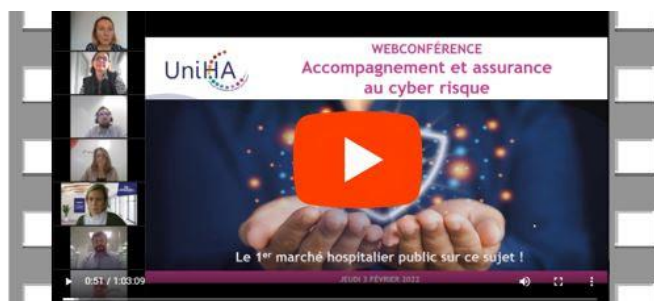 WEBCONFÉRENCE
UniHA
Accompagnement et assurance
au cyber risque
Le 1er marché hospitalier public sur ce sujet !
JEUDI 3 FÉVRIER 2022
0:51 / 1:03:09